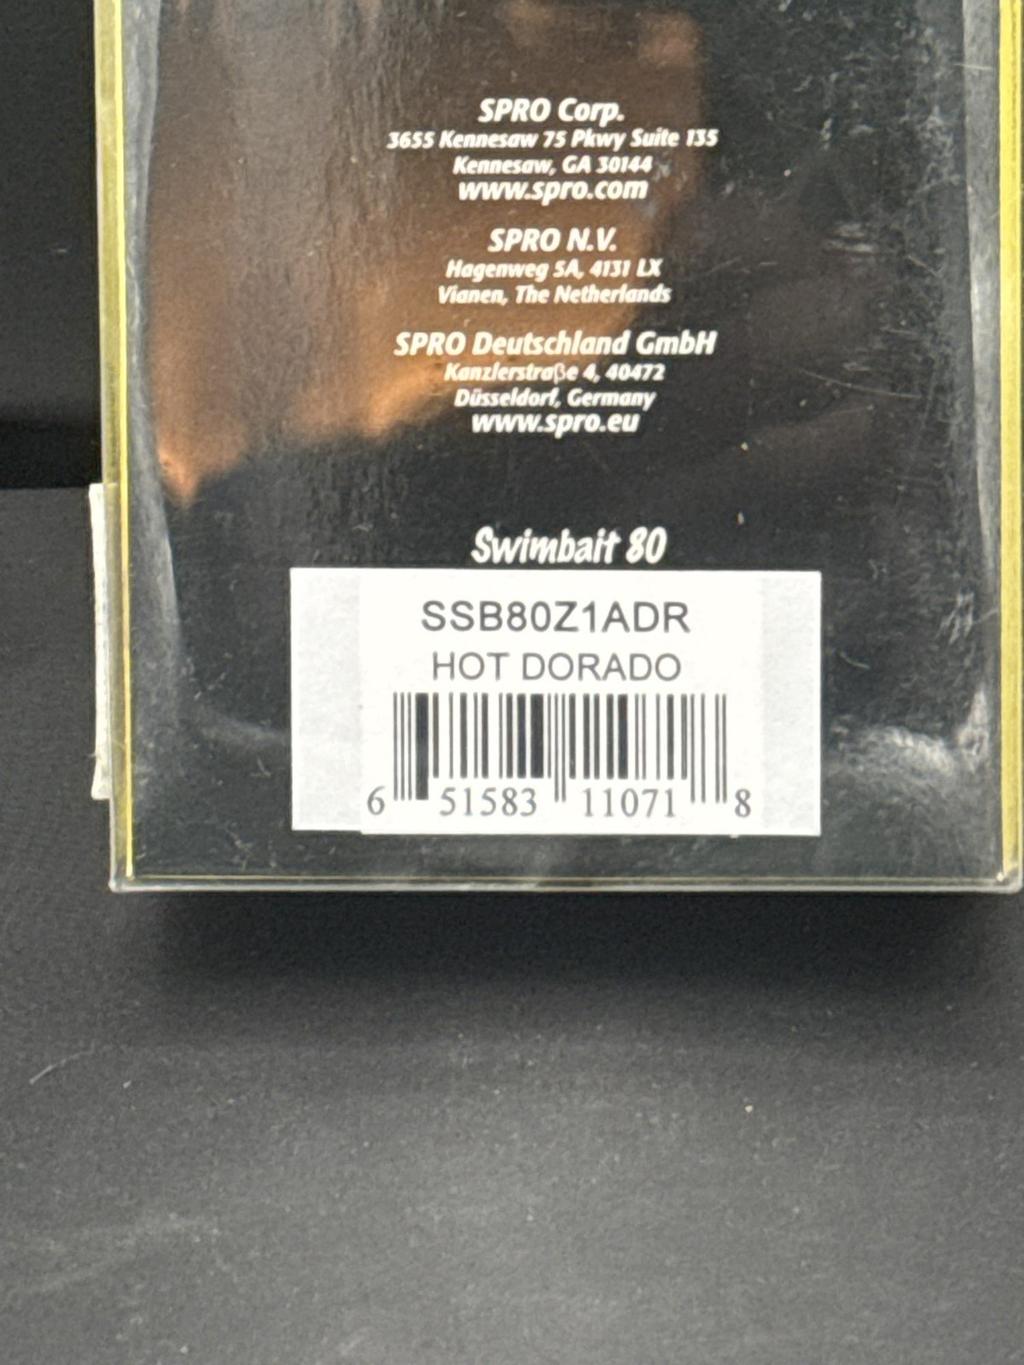 SPRO Corp.
3655 Kennesaw 75 Pkwy Suite 135
Kennesaw, GA 30144
www.spro.com
SPRO N.V.
Hagenweg 5A, 4131 LX
Vianen, The Netherlands
SPRO Deutschland GmbH
Kanzlerstraße 4, 40472
Düsseldorf, Germany
www.spro.eu
Swimbait 80
SSB80Z1ADR
HOT DORADO
6 51583 11071 8